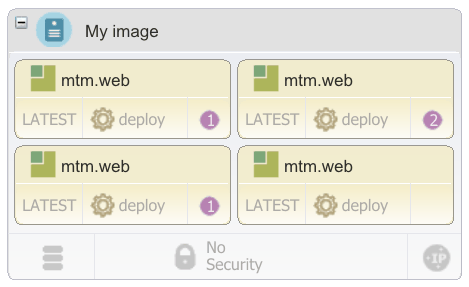 My image
mtm.web
LATEST deploy 1
mtm.web
LATEST deploy 2
mtm.web
LATEST deploy 1
mtm.web
LATEST deploy
No
Security
IP